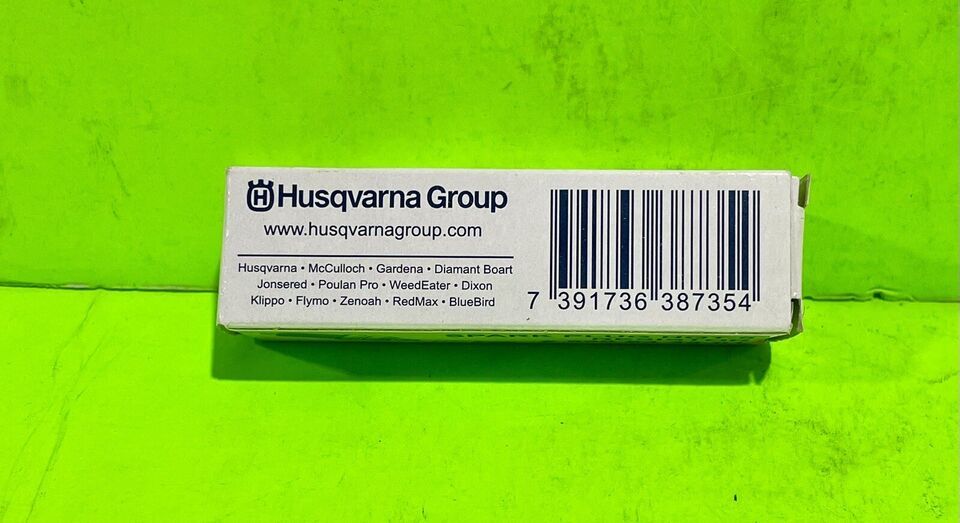 Husqvarna Group
www.husqvarnagroup.com
Husqvarna • McCulloch • Gardena • Diamant Boart
Jonsered • Poulan Pro • WeedEater • Dixon
Klippo • Flymo • Zenoah • RedMax • BlueBird
7 391736 387354